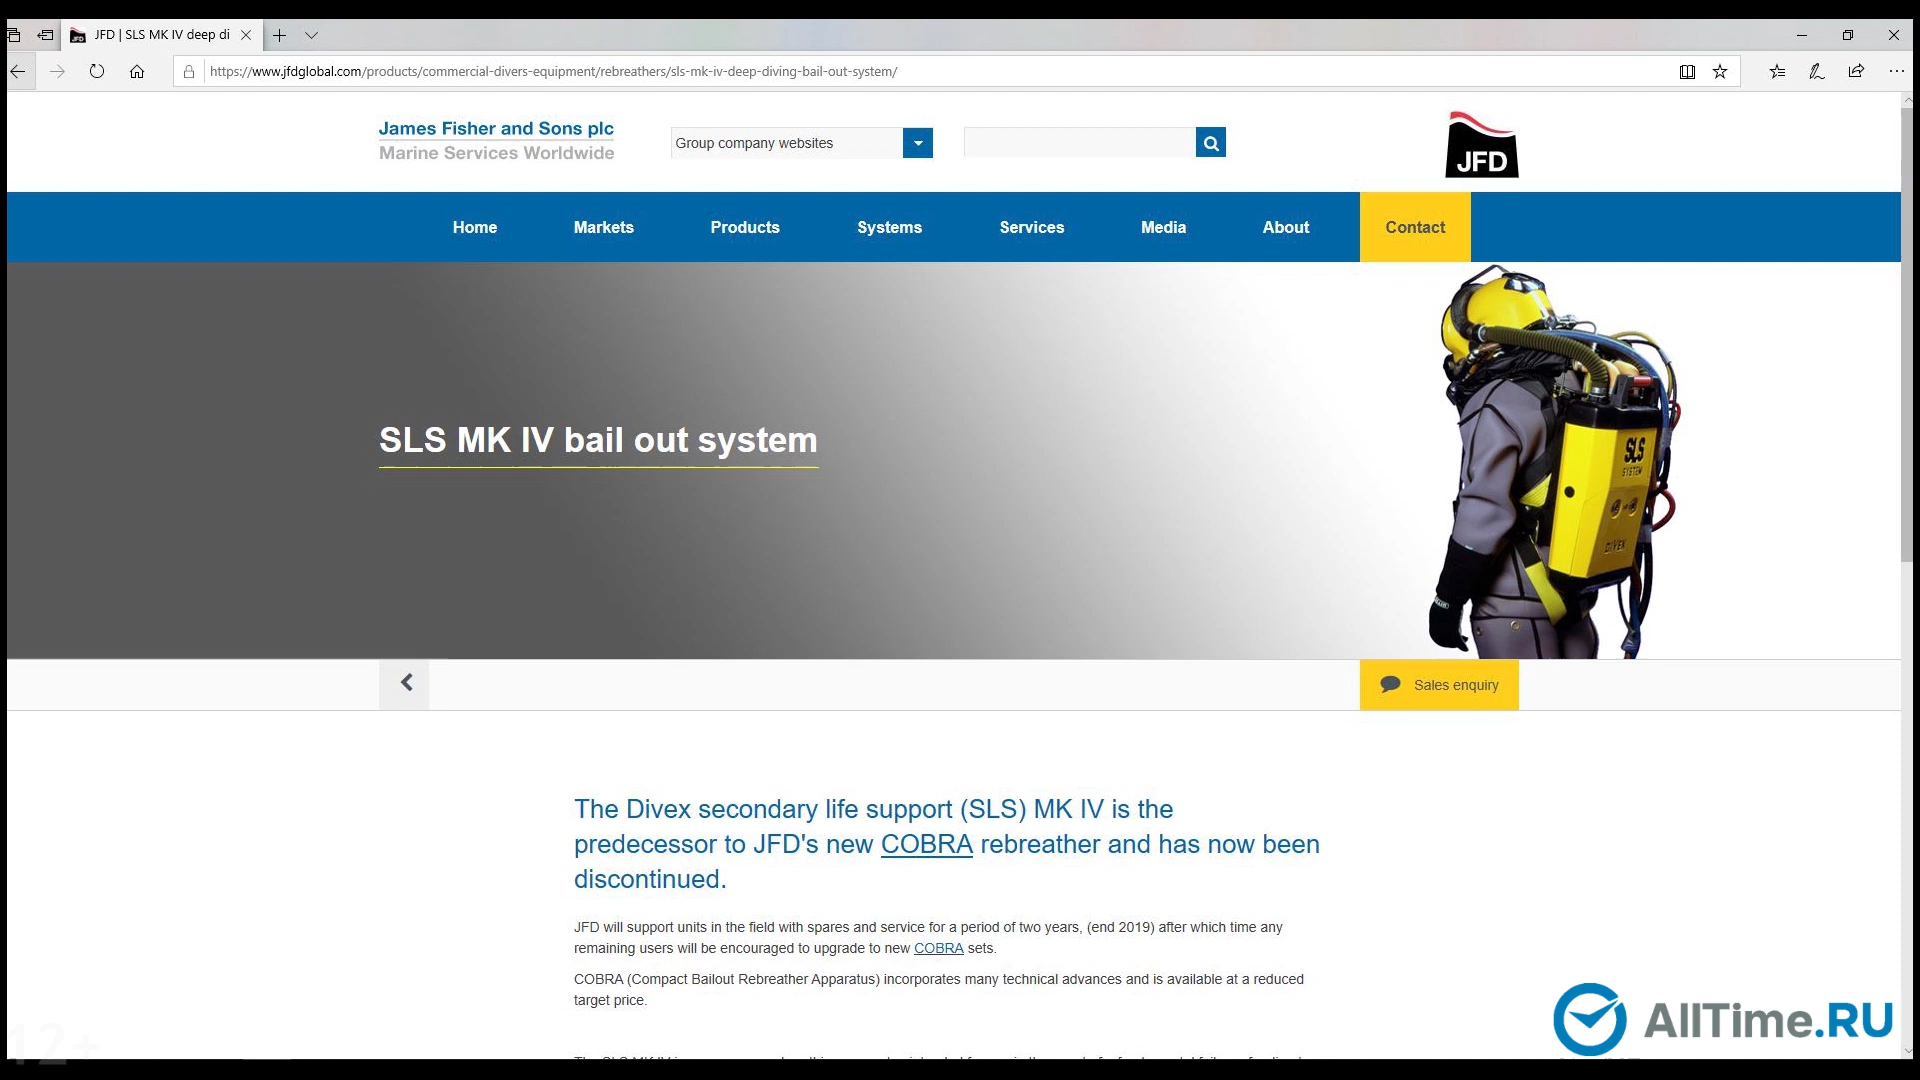 JFD | SLS MK IV deep di
https://www.jfdglobal.com/products/commercial-divers-equipment/rebreathers/sls-mk-iv-deep-diving-bail-out-system/
James Fisher and Sons plc
Marine Services Worldwide
Group company websites
JFD
Home
Markets
Products
Systems
Services
Media
About
Contact
SLS MK IV bail out system
SLS
SYSTEM
DIVEX
Sales enquiry
The Divex secondary life support (SLS) MK IV is the
predecessor to JFD's new COBRA rebreather and has now been
discontinued.
JFD will support units in the field with spares and service for a period of two years, (end 2019) after which time any
remaining users will be encouraged to upgrade to new COBRA sets.
COBRA (Compact Bailout Rebreather Apparatus) incorporates many technical advances and is available at a reduced
target price.
12+
AllTime.RU